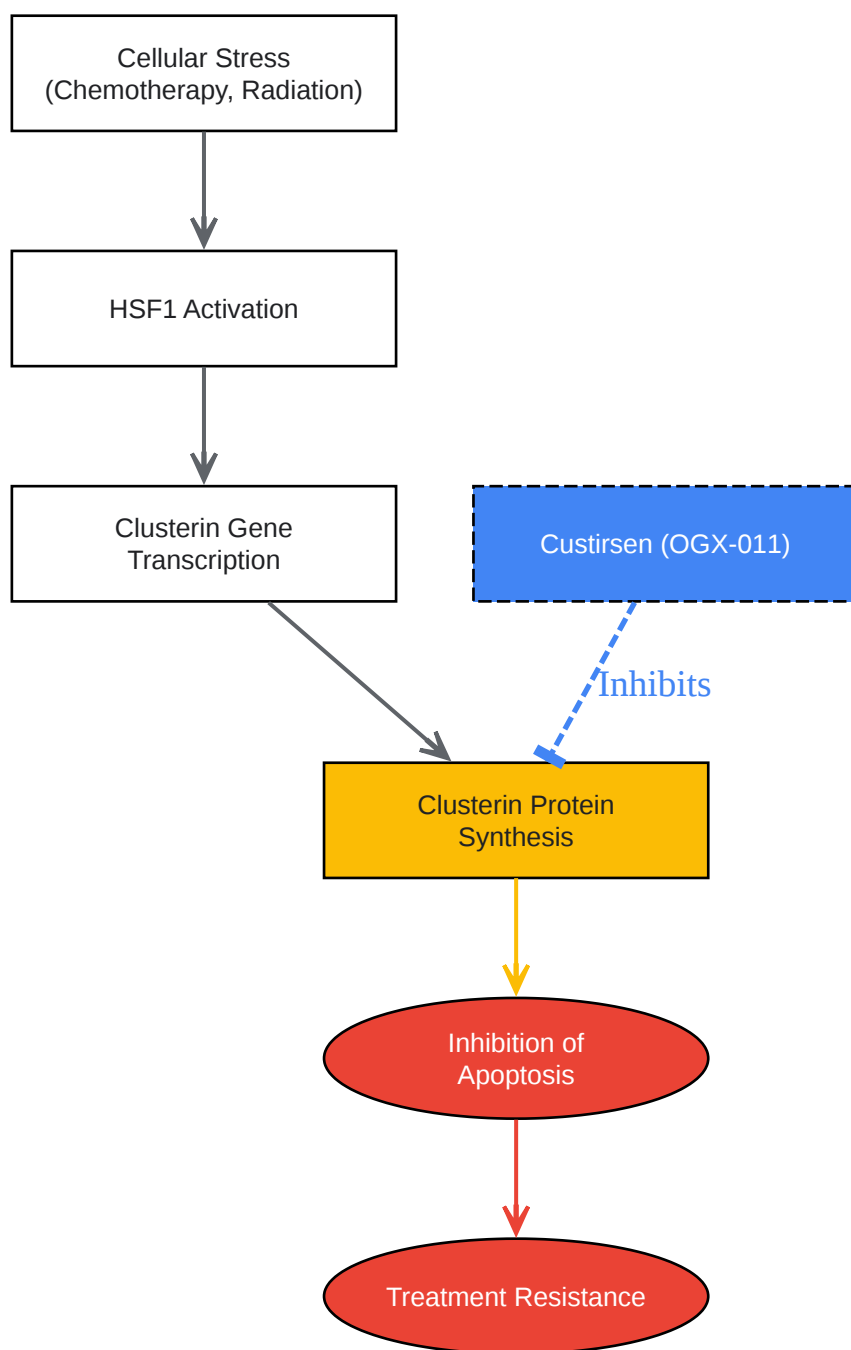 Cellular Stress
(Chemotherapy, Radiation)
HSF1 Activation
Clusterin Gene
Transcription
Custirsen (OGX-011)
Inhibits
Clusterin Protein
Synthesis
Inhibition of
Apoptosis
Treatment Resistance